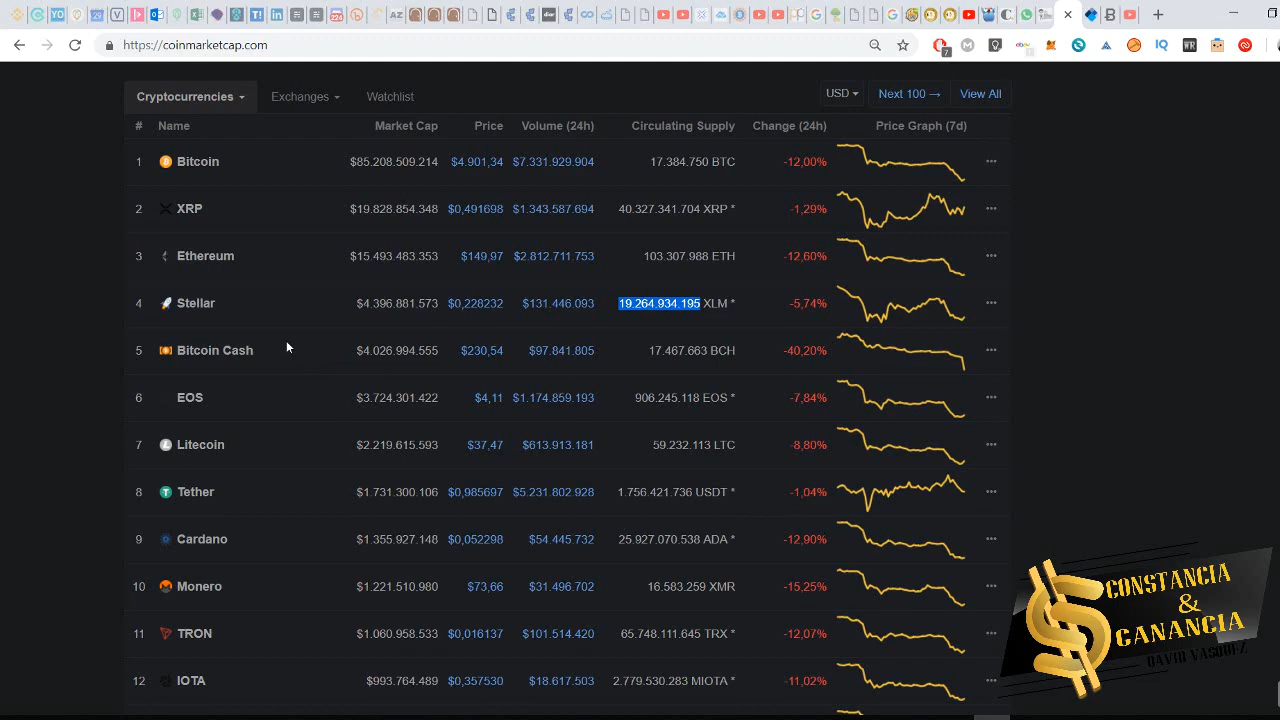 https://coinmarketcap.com
Cryptocurrencies Exchanges Watchlist USD Next 100 → View All
# Name Market Cap Price Volume (24h) Circulating Supply Change (24h) Price Graph (7d)
1 Bitcoin $85.208.509.214 $4.901,34 $7.331.929.904 17.384.750 BTC -12,00%
2 XRP $19.828.854.348 $0,491698 $1.343.587.694 40.327.341.704 XRP * -1,29%
3 Ethereum $15.493.483.353 $149,97 $2.812.711.753 103.307.988 ETH -12,60%
4 Stellar $4.396.881.573 $0,228232 $131.446.093 19.264.934.195 XLM * -5,74%
5 Bitcoin Cash $4.026.994.555 $230,54 $97.841.805 17.467.663 BCH -40,20%
6 EOS $3.724.301.422 $4,11 $1.174.859.193 906.245.118 EOS * -7,84%
7 Litecoin $2.219.615.593 $37,47 $613.913.181 59.232.113 LTC -8,80%
8 Tether $1.731.300.106 $0,985697 $5.231.802.928 1.756.421.736 USDT * -1,04%
9 Cardano $1.355.927.148 $0,052298 $54.445.732 25.927.070.538 ADA * -12,90%
10 Monero $1.221.510.980 $73,66 $31.496.702 16.583.259 XMR -15,25%
11 TRON $1.060.958.533 $0,016137 $101.514.420 65.748.111.645 TRX * -12,07%
12 IOTA $993.764.489 $0,357530 $18.617.503 2.779.530.283 MIOTA * -11,02%
CONSTANCIA
&
GANANCIA
DAVID VASQUEZ